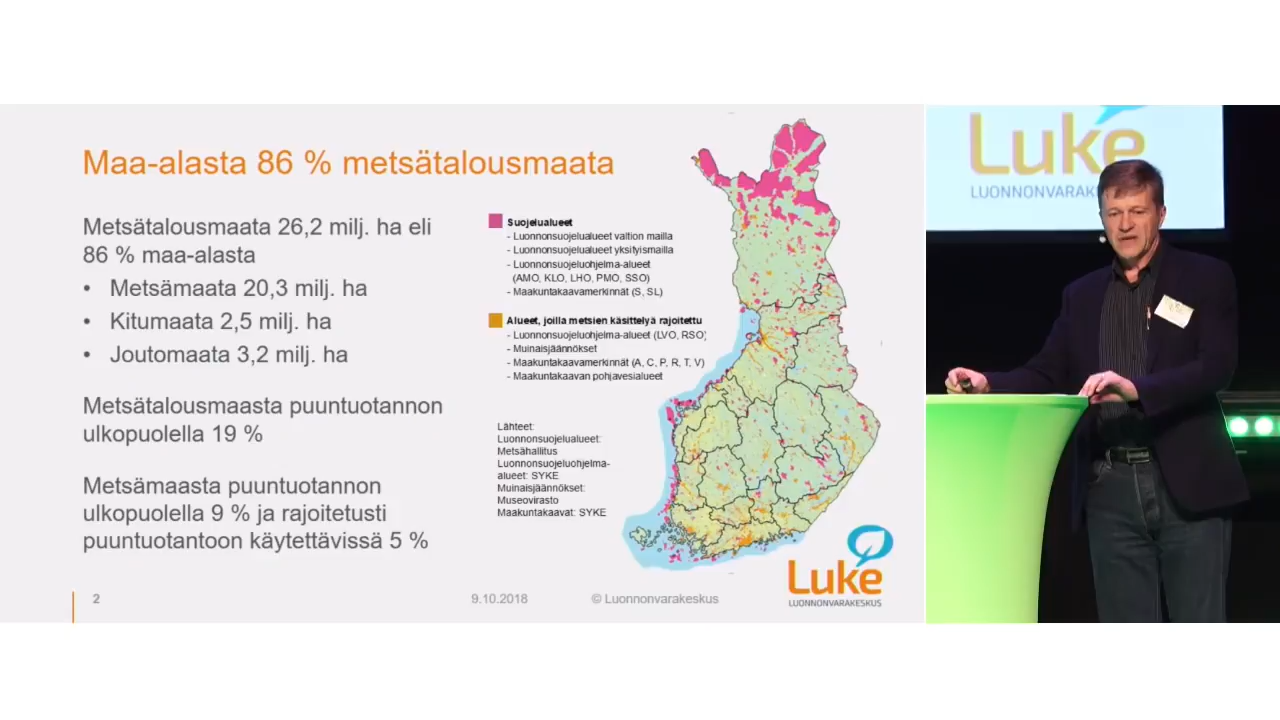 Maa-alasta 86 % metsätalousmaata
Metsätalousmaata 26,2 milj. ha eli
86 % maa-alasta
• Metsämaata 20,3 milj. ha
• Kitumaata 2,5 milj. ha
• Joutomaata 3,2 milj. ha
Metsätalousmaasta puuntuotannon
ulkopuolella 19 %
Metsämaasta puuntuotannon
ulkopuolella 9 % ja rajoitetusti
puuntuotantoon käytettävissä 5 %
Suojelualueet
- Luonnonsuojelualueet valtion mailla
- Luonnonsuojelualueet yksityismailla
- Luonnonsuojeluohjelma-alueet
(AMO, KLO, LHO, PMO, SSO)
- Maakuntakaavamerkinnät (S, SL)
Alueet, joilla metsien käsittelyä rajoitettu
- Luonnonsuojeluohjelma-alueet (LVO, RSO)
- Muinaisjäännökset
- Maakuntakaavamerkinnät (A, C, P, R, T, V)
- Maakuntakaavan pohjavesialueet
Lähteet:
Luonnonsuojelualueet:
Metsähallitus
Luonnonsuojeluohjelma-
alueet: SYKE
Muinaisjäännökset:
Museovirasto
Maakuntakaavat: SYKE
Luke
LUONNONVARAKESKUS
2
9.10.2018
© Luonnonvarakeskus
Luke
LUONNONVARAK